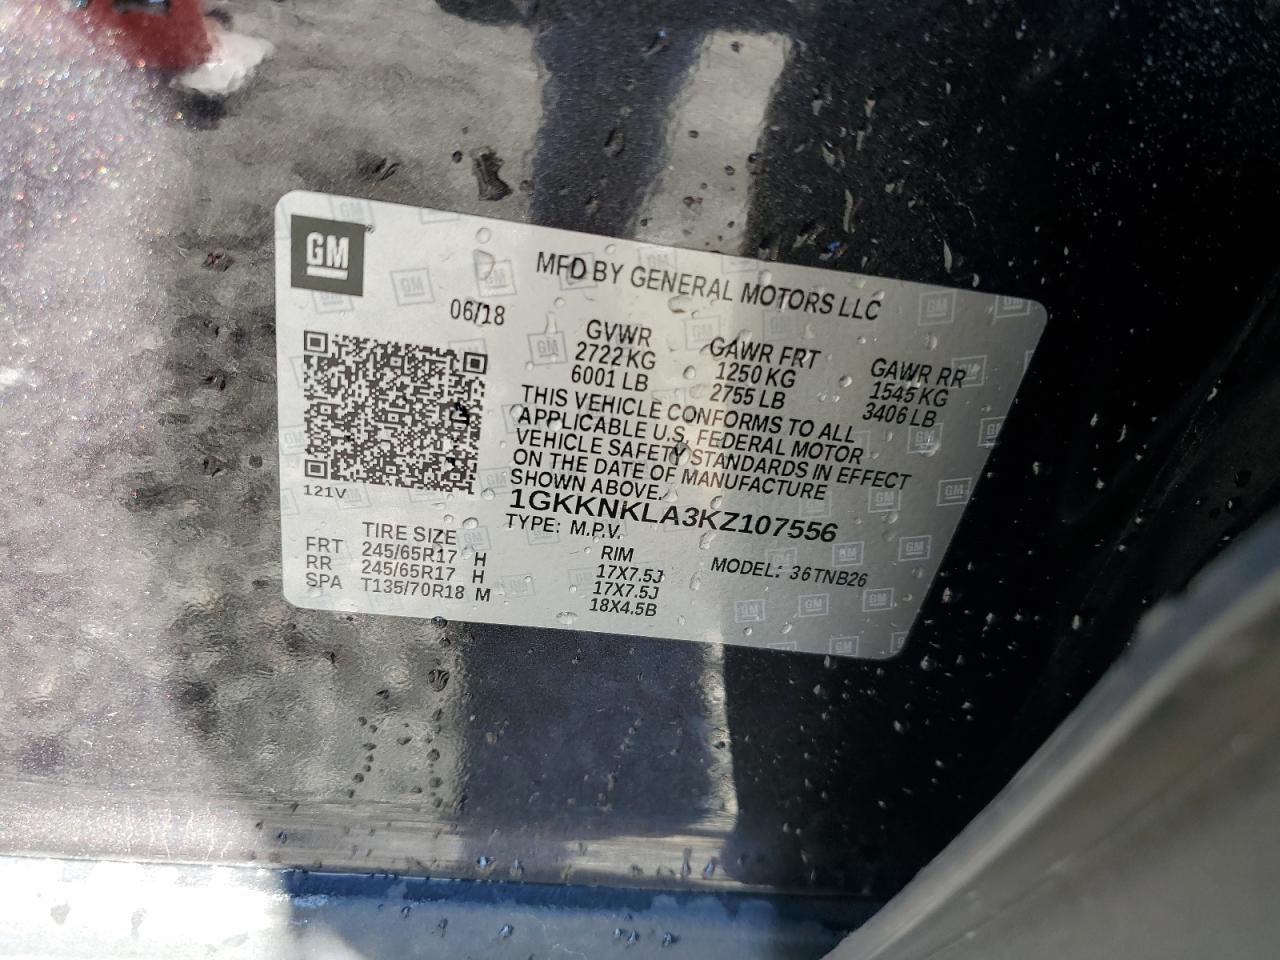 GM
MFD BY GENERAL MOTORS LLC
06/18
GVWR
2722 KG
6001 LB
GAWR FRT
1250 KG
2755 LB
GAWR RR
1545 KG
3406 LB
THIS VEHICLE CONFORMS TO ALL
APPLICABLE U.S. FEDERAL MOTOR
VEHICLE SAFETY STANDARDS IN EFFECT
ON THE DATE OF MANUFACTURE
SHOWN ABOVE.
121V
1GKKNKLA3KZ107556
TYPE: M.P.V.
MODEL: 36TNB26
TIRE SIZE RIM
FRT 245/65R17 H 17X7.5J
RR 245/65R17 H 17X7.5J
SPA T135/70R18 M 18X4.5B